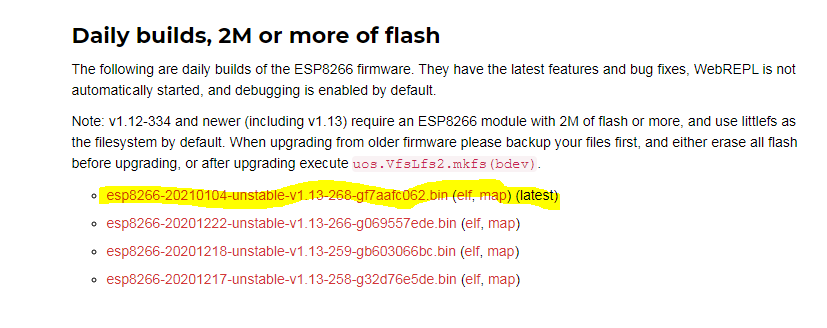 Daily builds, 2M or more of flash
The following are daily builds of the ESP8266 firmware. They have the latest features and bug fixes, WebREPL is not
automatically started, and debugging is enabled by default.
Note: v1.12-334 and newer (including v1.13) require an ESP8266 module with 2M of flash or more, and use littlefs as
the filesystem by default. When upgrading from older firmware please backup your files first, and either erase all flash
before upgrading, or after upgrading execute uos.VfsLfs2.mkfs(bdev).
esp8266-20210104-unstable-v1.13-268-gf7aafc062.bin (elf, map) (latest)
esp8266-20201222-unstable-v1.13-266-g069557ede.bin (elf, map)
esp8266-20201218-unstable-v1.13-259-gb603066bc.bin (elf, map)
esp8266-20201217-unstable-v1.13-258-g32d76e5de.bin (elf, map)